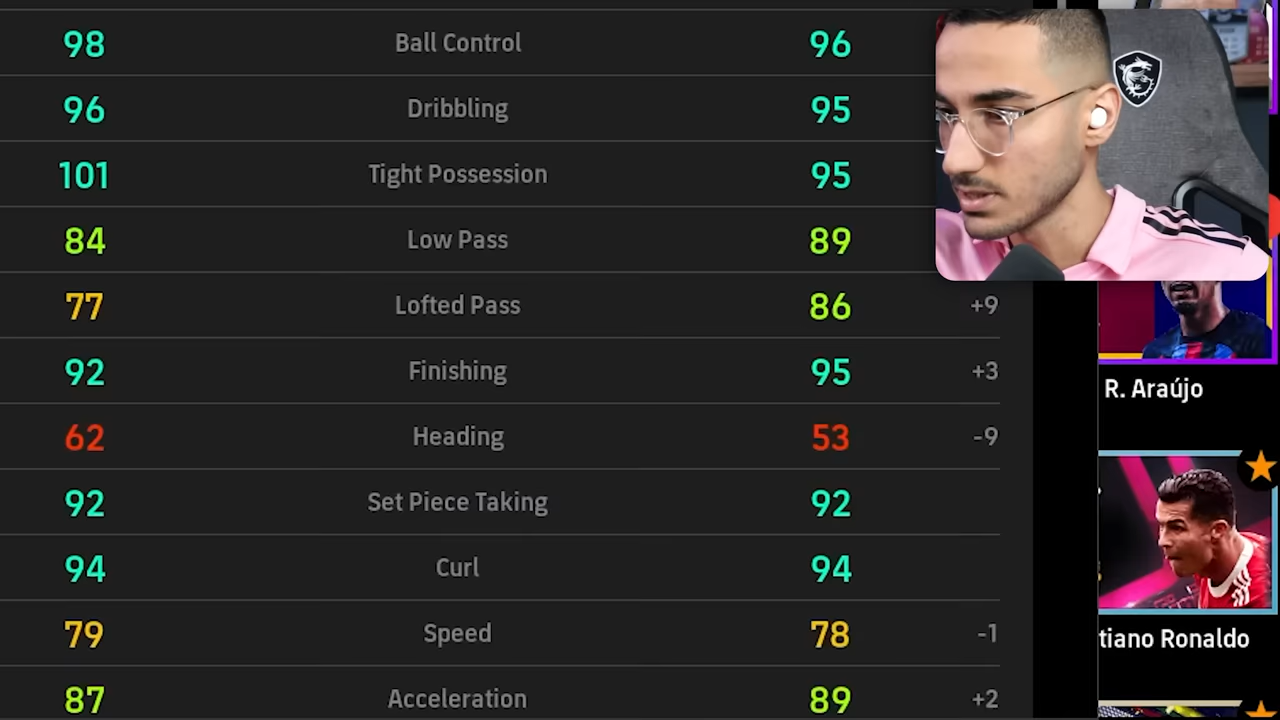 98 Ball Control 96
96 Dribbling 95
101 Tight Possession 95
84 Low Pass 89
77 Lofted Pass 86 +9
92 Finishing 95 +3
62 Heading 53 -9
92 Set Piece Taking 92
94 Curl 94
79 Speed 78 -1
87 Acceleration 89 +2
R. Araújo
tiano Ronaldo